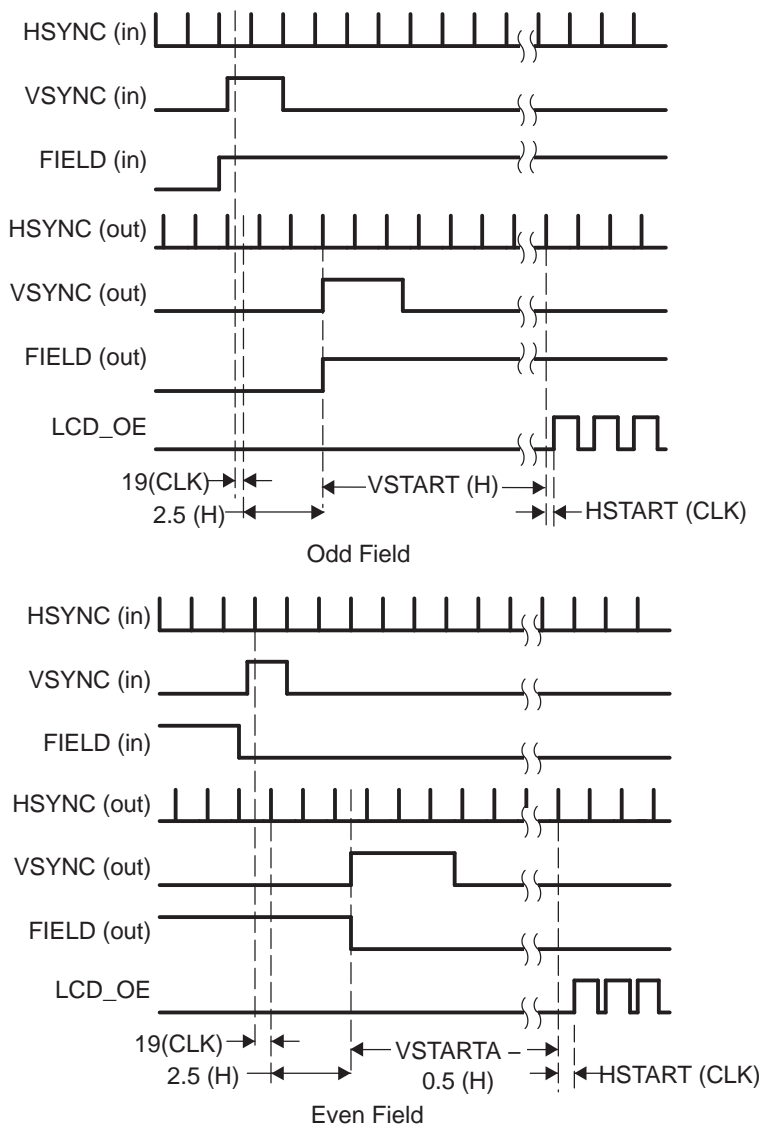 HSYNC (in)
VSYNC (in)
FIELD (in)
HSYNC (out)
VSYNC (out)
FIELD (out)
LCD_OE
19(CLK)
VSTART (H)
2.5 (H)
HSTART (CLK)
Odd Field
HSYNC (in)
VSYNC (in)
FIELD (in)
HSYNC (out)
VSYNC (out)
FIELD (out)
LCD_OE
19(CLK)
VSTARTA –
2.5 (H)
0.5 (H)
HSTART (CLK)
Even Field